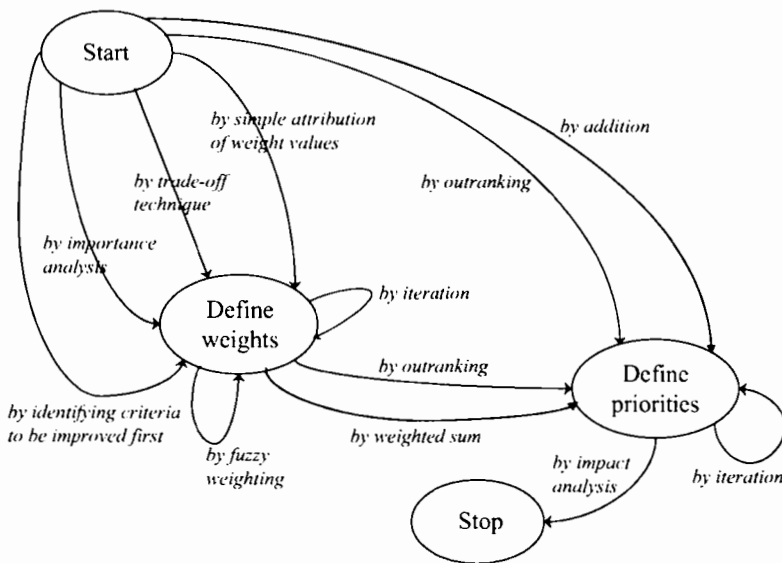 Start
by simple attribution
of weight values
by addition
by outranking
by trade-off
technique
by importance
analysis
Define
weights
by iteration
by outranking
Define
priorities
by identifying criteria
to be improved first
by weighted sum
by fuzzy
weighting
by impact
analysis
by iteration
Stop